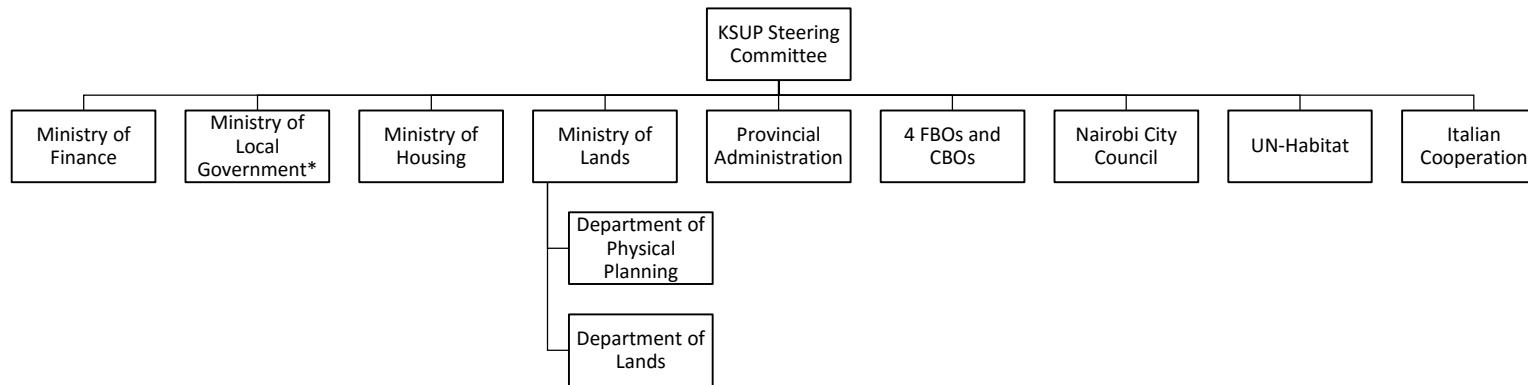 KSUP Steering
Committee
Ministry of
Finance
Ministry of
Local
Government*
Ministry of
Housing
Ministry of
Lands
Provincial
Administration
4 FBOs and
CBOs
Nairobi City
Council
UN-Habitat
Italian
Cooperation
Department of
Physical
Planning
Department of
Lands